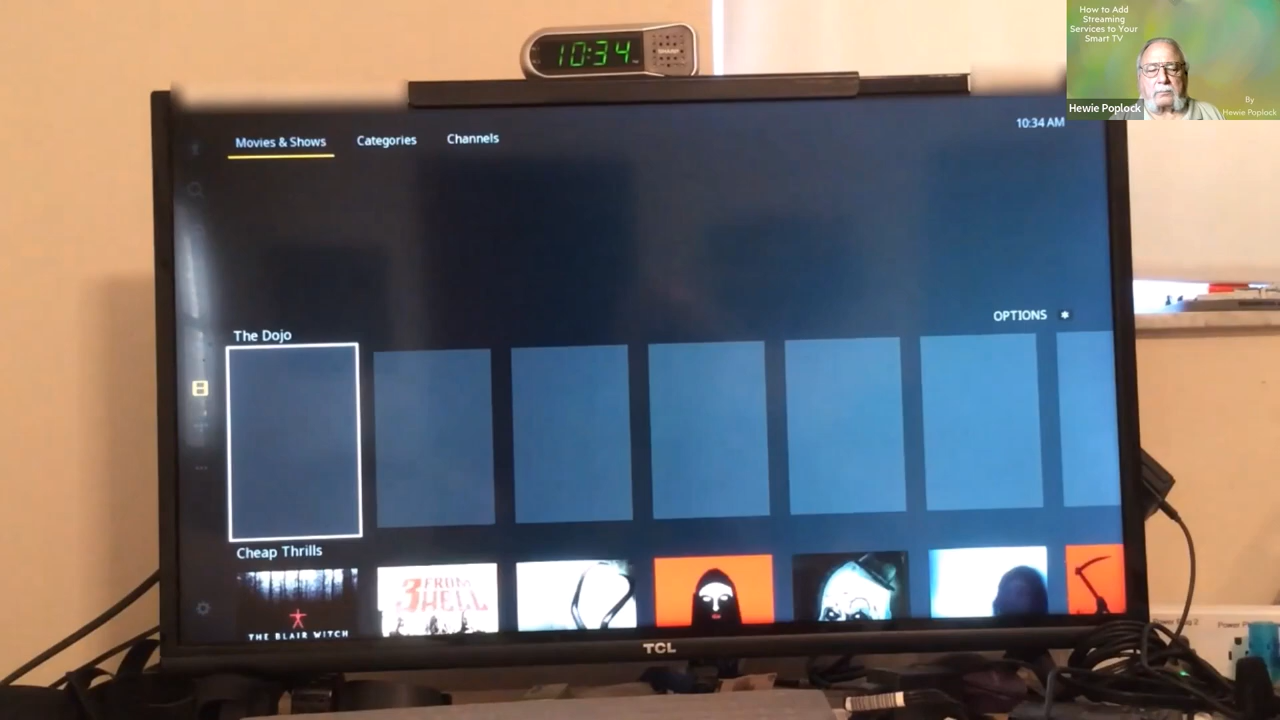 How to Add
Streaming
Services to Your
Smart TV
Hewie Poplock
By
Hewie Poplock
10:34
SHARP
10:34 AM
Movies & Shows
Categories
Channels
OPTIONS
The Dojo
Cheap Thrills
THE BLAIR WITCH
3 FROM
HELL
TCL